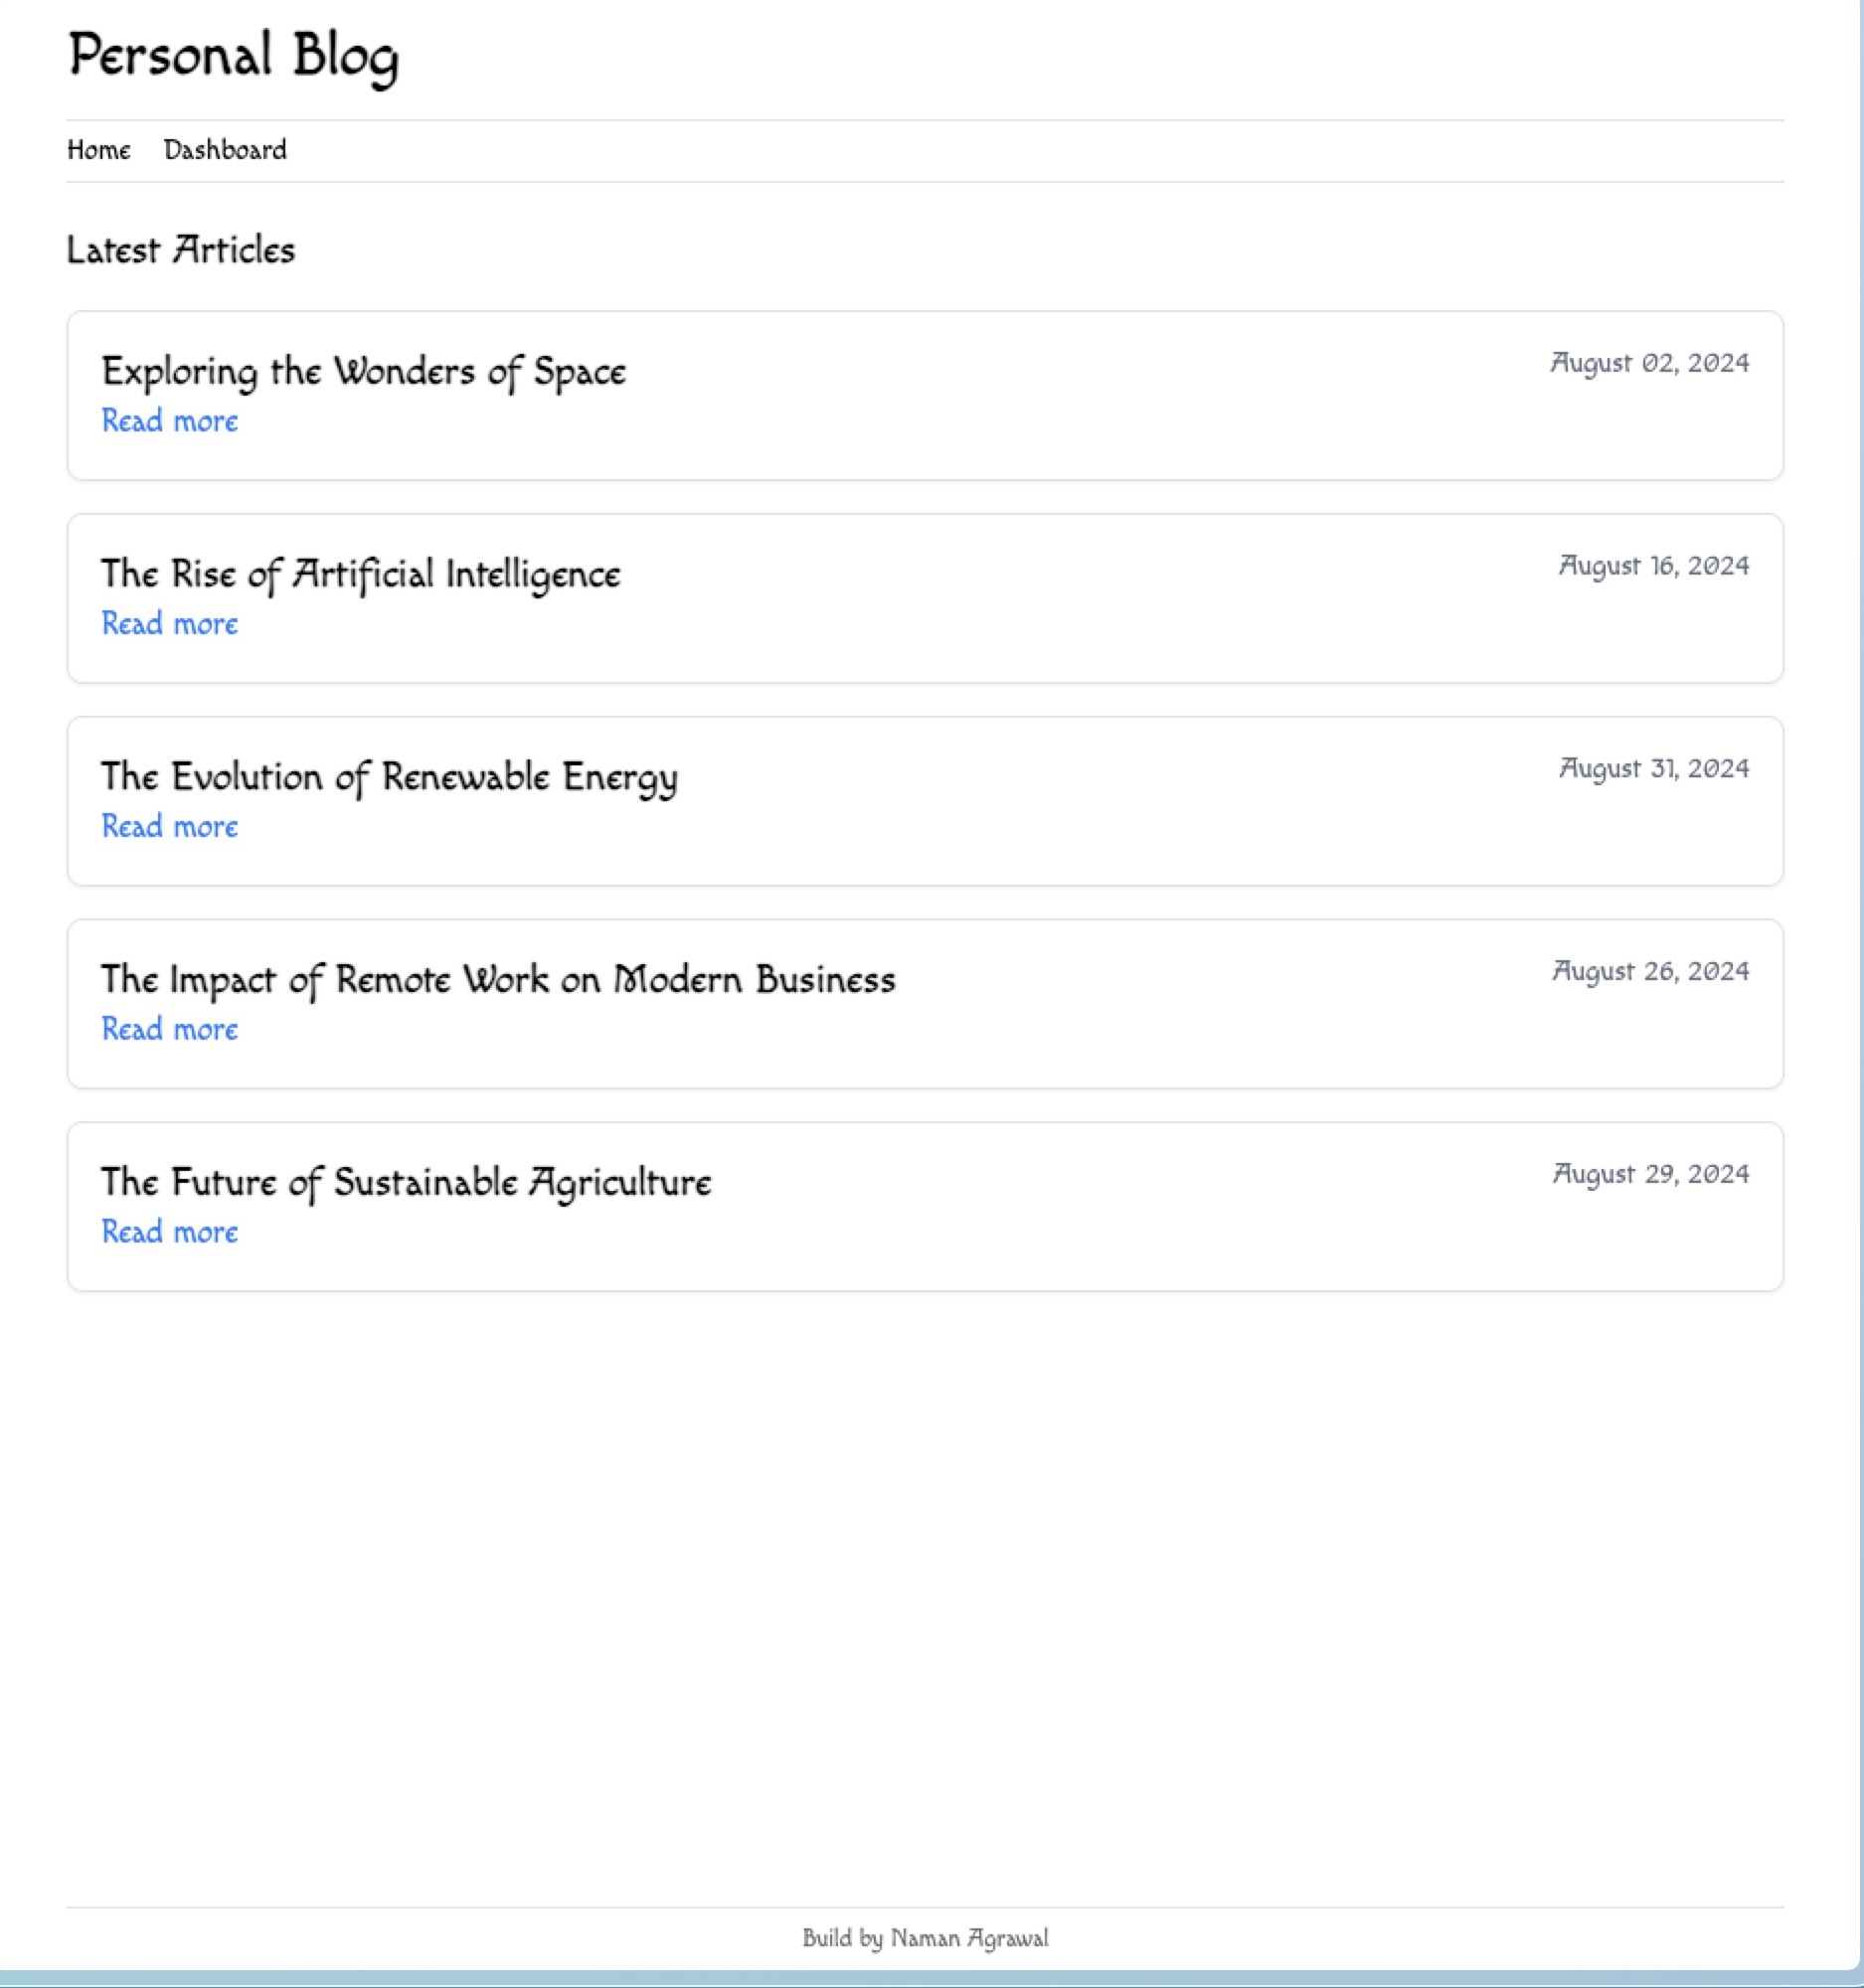 Personal Blog
Home Dashboard
Latest Articles
Exploring the Wonders of Space August 02, 2024
Read more
The Rise of Artificial Intelligence August 16, 2024
Read more
The Evolution of Renewable Energy August 31, 2024
Read more
The Impact of Remote Work on Modern Business August 26, 2024
Read more
The Future of Sustainable Agriculture August 29, 2024
Read more
Build by Naman Agrawal